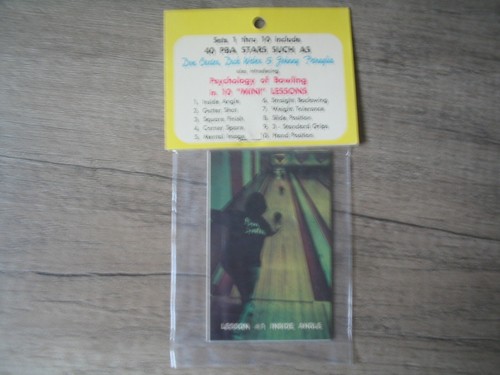 Sets 1 thru 10 include
60 PBA STARS SUCH AS
Don Carter, Dick Weber & Johnny Petraglia
also introducing
Psychology of Bowling
in 10 "MINI" LESSONS
1. Inside Angle
2. Gutter Shot
3. Square Finish
4. Corner Spare
5. Mental Image
6. Straight Backswing
7. Weight Tolerance
8. Slide Position
9. 3 - Standard Grips
10. Hand Position
LESSON #1 INSIDE ANGLE